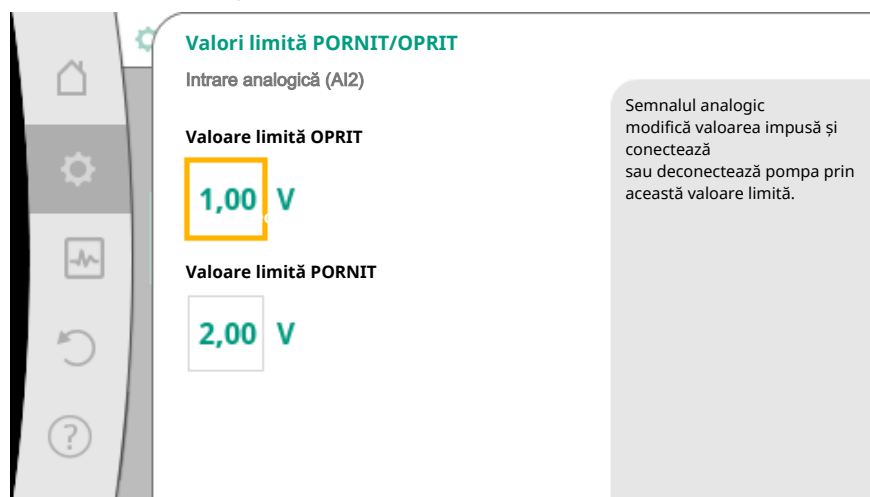 Valori limită PORNIT/OPRIT
Intrare analogică (AI2)
Valoare limită OPRIT
1,00 V
Valoare limită PORNIT
2,00 V
Semnalul analogic
modifică valoarea impusă și
conectează
sau deconectează pompa prin
această valoare limită.
?